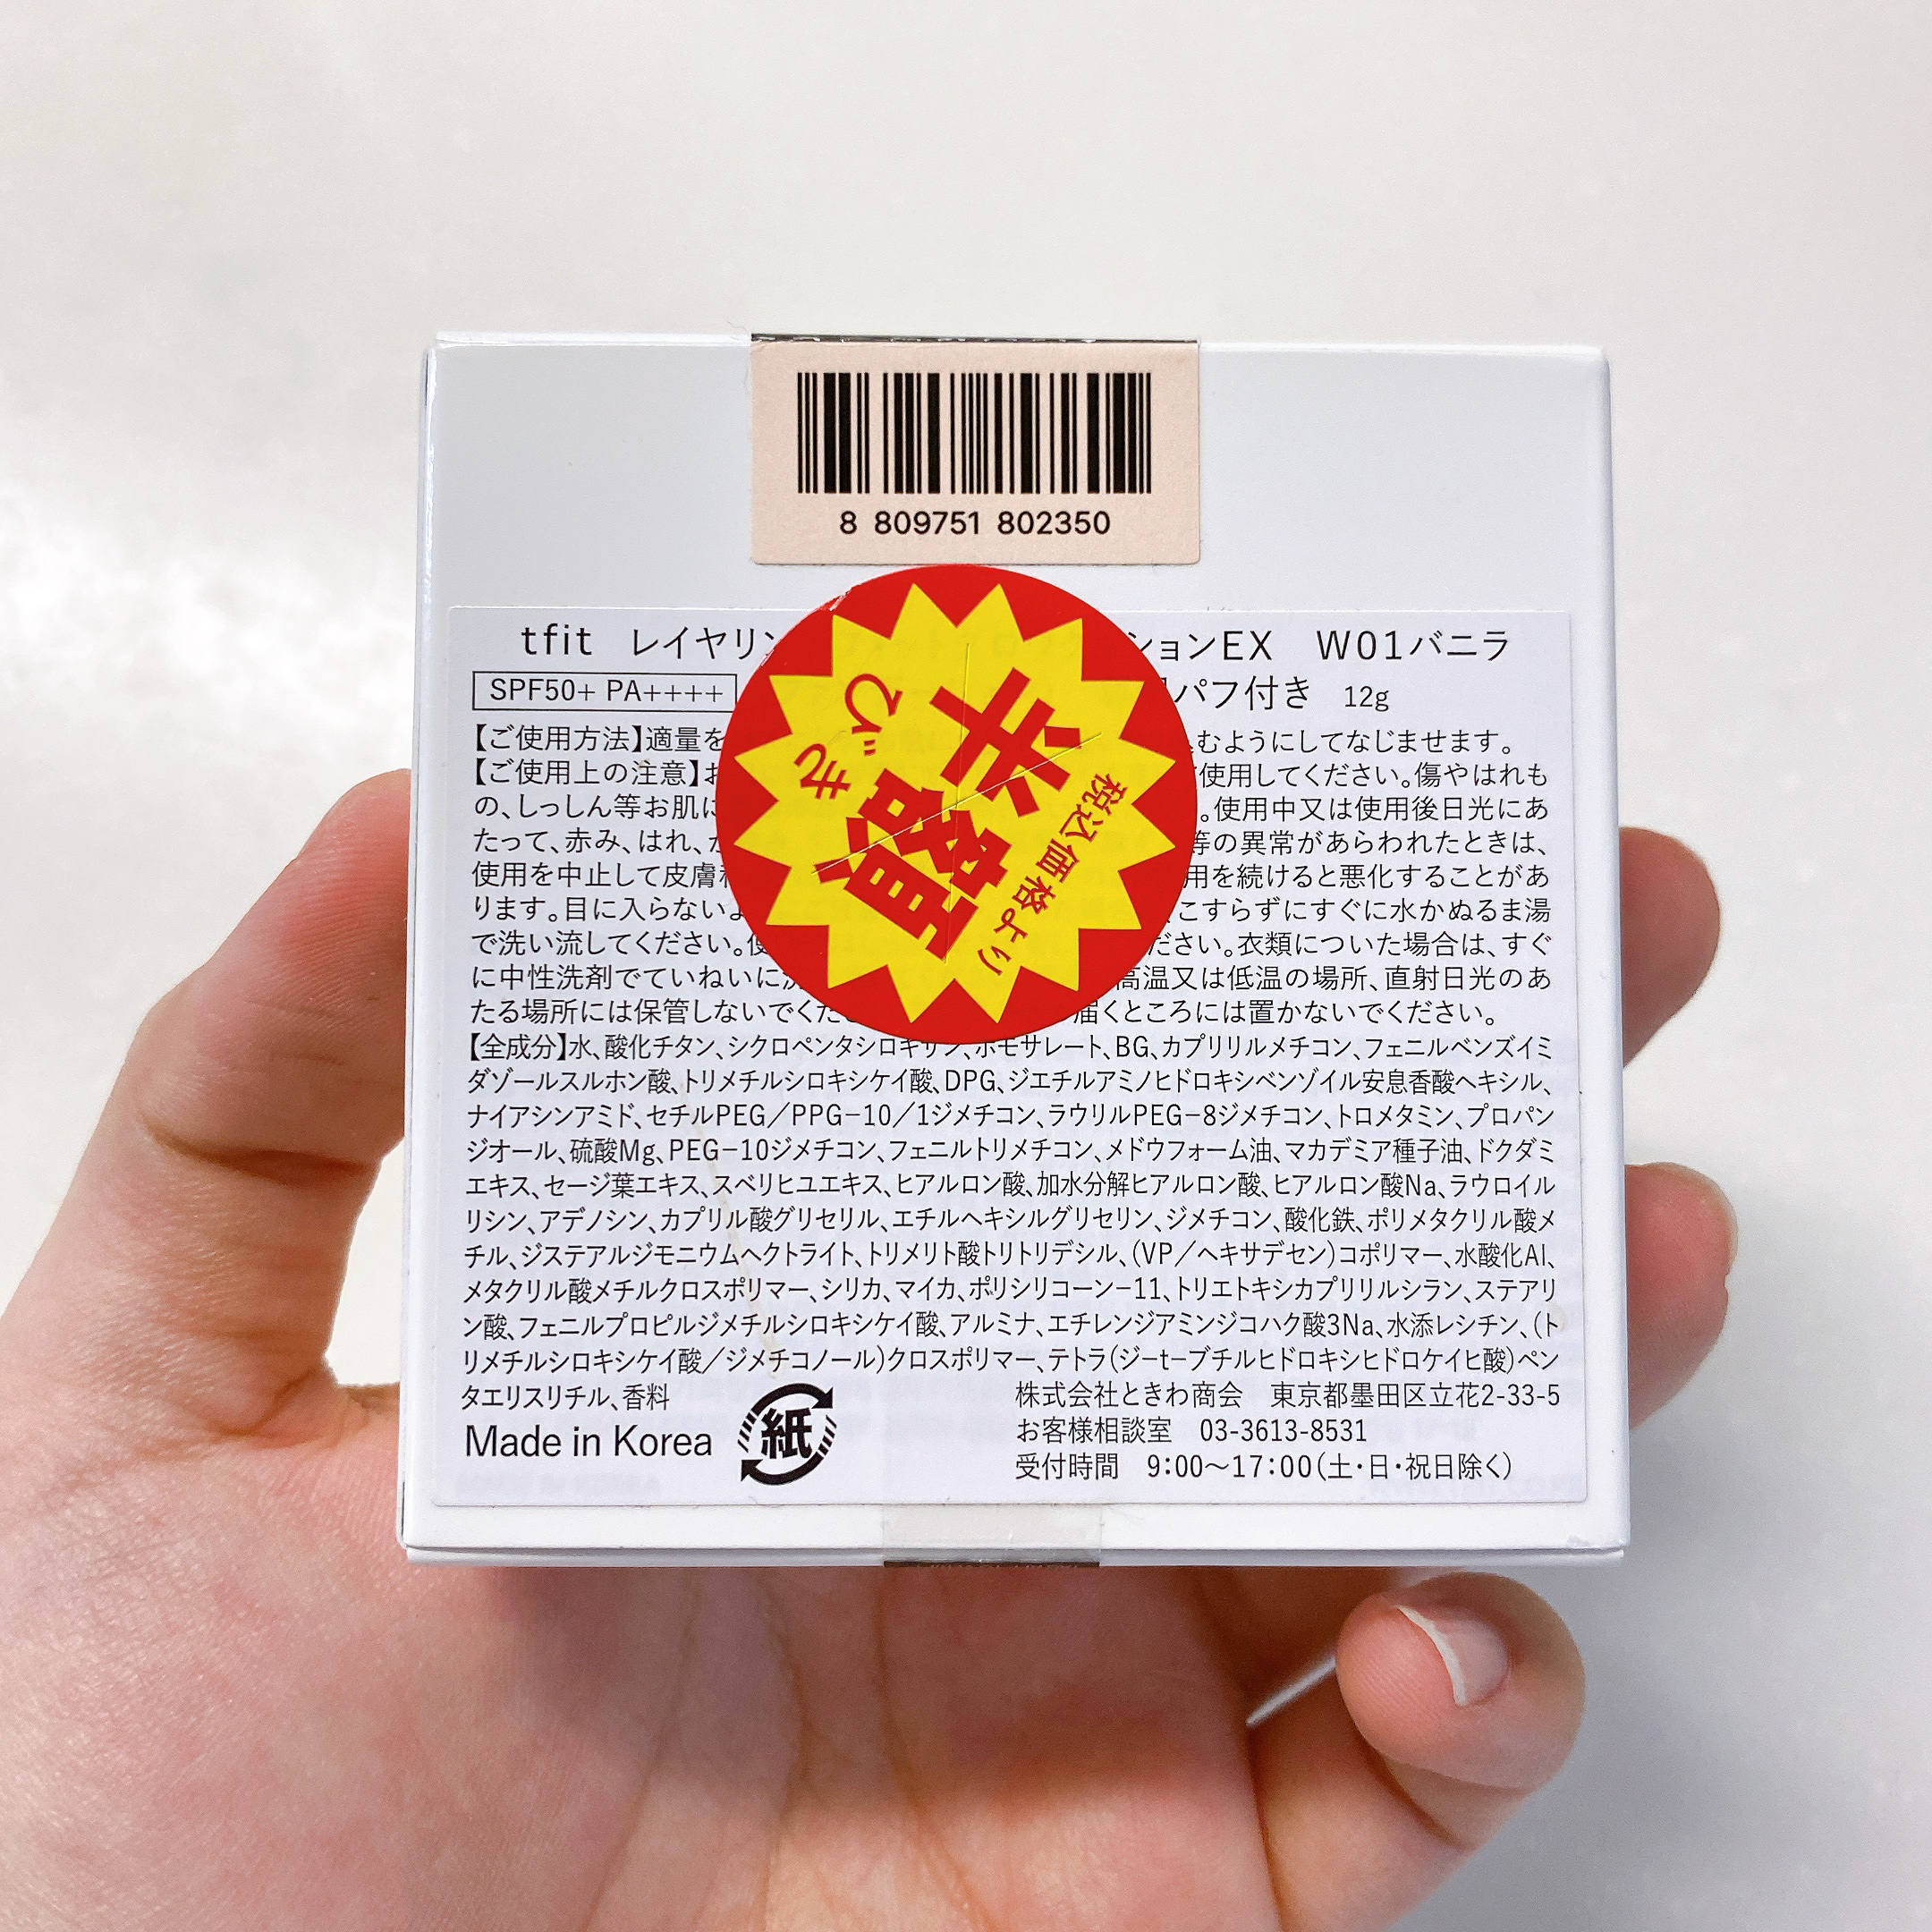 8 809751 802350
tfit レイヤリン ションEX W01バニラ
SPF50+ PA++++ パフ付き 12g
きっぴ
半額
税込価格より
【ご使用方法】適量を むようにしてなじませます。
【ご使用上の注意】お 使用してください。傷やはれも
の、しっしん等お肌に 。使用中又は使用後日光にあ
たって、赤み、はれ、か 等の異常があらわれたときは、
使用を中止して皮膚科 用を続けると悪化することがあ
ります。目に入らないよ こすらずにすぐに水かぬるま湯
で洗い流してください。使 ださい。衣類についた場合は、すぐ
に中性洗剤でていねいに洗 高温又は低温の場所、直射日光のあ
たる場所には保管しないでくだ 届くところには置かないでください。
【全成分】水、酸化チタン、シクロペンタシロキサン、ホモサレート、BG、カプリリルメチコン、フェニルベンズイミ
ダゾールスルホン酸、トリメチルシロキシケイ酸、DPG、ジエチルアミノヒドロキシベンゾイル安息香酸ヘキシル、
ナイアシンアミド、セチルPEG/PPG-10/1ジメチコン、ラウリルPEG-8ジメチコン、トロメタミン、プロパン
ジオール、硫酸Mg、PEG-10ジメチコン、フェニルトリメチコン、メドウフォーム油、マカデミア種子油、ドクダミ
エキス、セージ葉エキス、スベリヒユエキス、ヒアルロン酸、加水分解ヒアルロン酸、ヒアルロン酸Na、ラウロイル
リシン、アデノシン、カプリル酸グリセリル、エチルヘキシルグリセリン、ジメチコン、酸化鉄、ポリメタクリル酸メ
チル、ジステアルジモニウムヘクトライト、トリメリト酸トリトリデシル、(VP/ヘキサデセン)コポリマー、水酸化Al、
メタクリル酸メチルクロスポリマー、シリカ、マイカ、ポリシリコーン-11、トリエトキシカプリリルシラン、ステアリ
ン酸、フェニルプロピルジメチルシロキシケイ酸、アルミナ、エチレンジアミンジコハク酸3Na、水添レシチン、(ト
リメチルシロキシケイ酸/ジメチコノール)クロスポリマー、テトラ(ジ-t-ブチルヒドロキシヒドロケイヒ酸)ペン
タエリスリチル、香料
Made in Korea
紙
株式会社ときわ商会 東京都墨田区立花2-33-5
お客様相談室 03-3613-8531
受付時間 9:00～17:00(土・日・祝日除く)